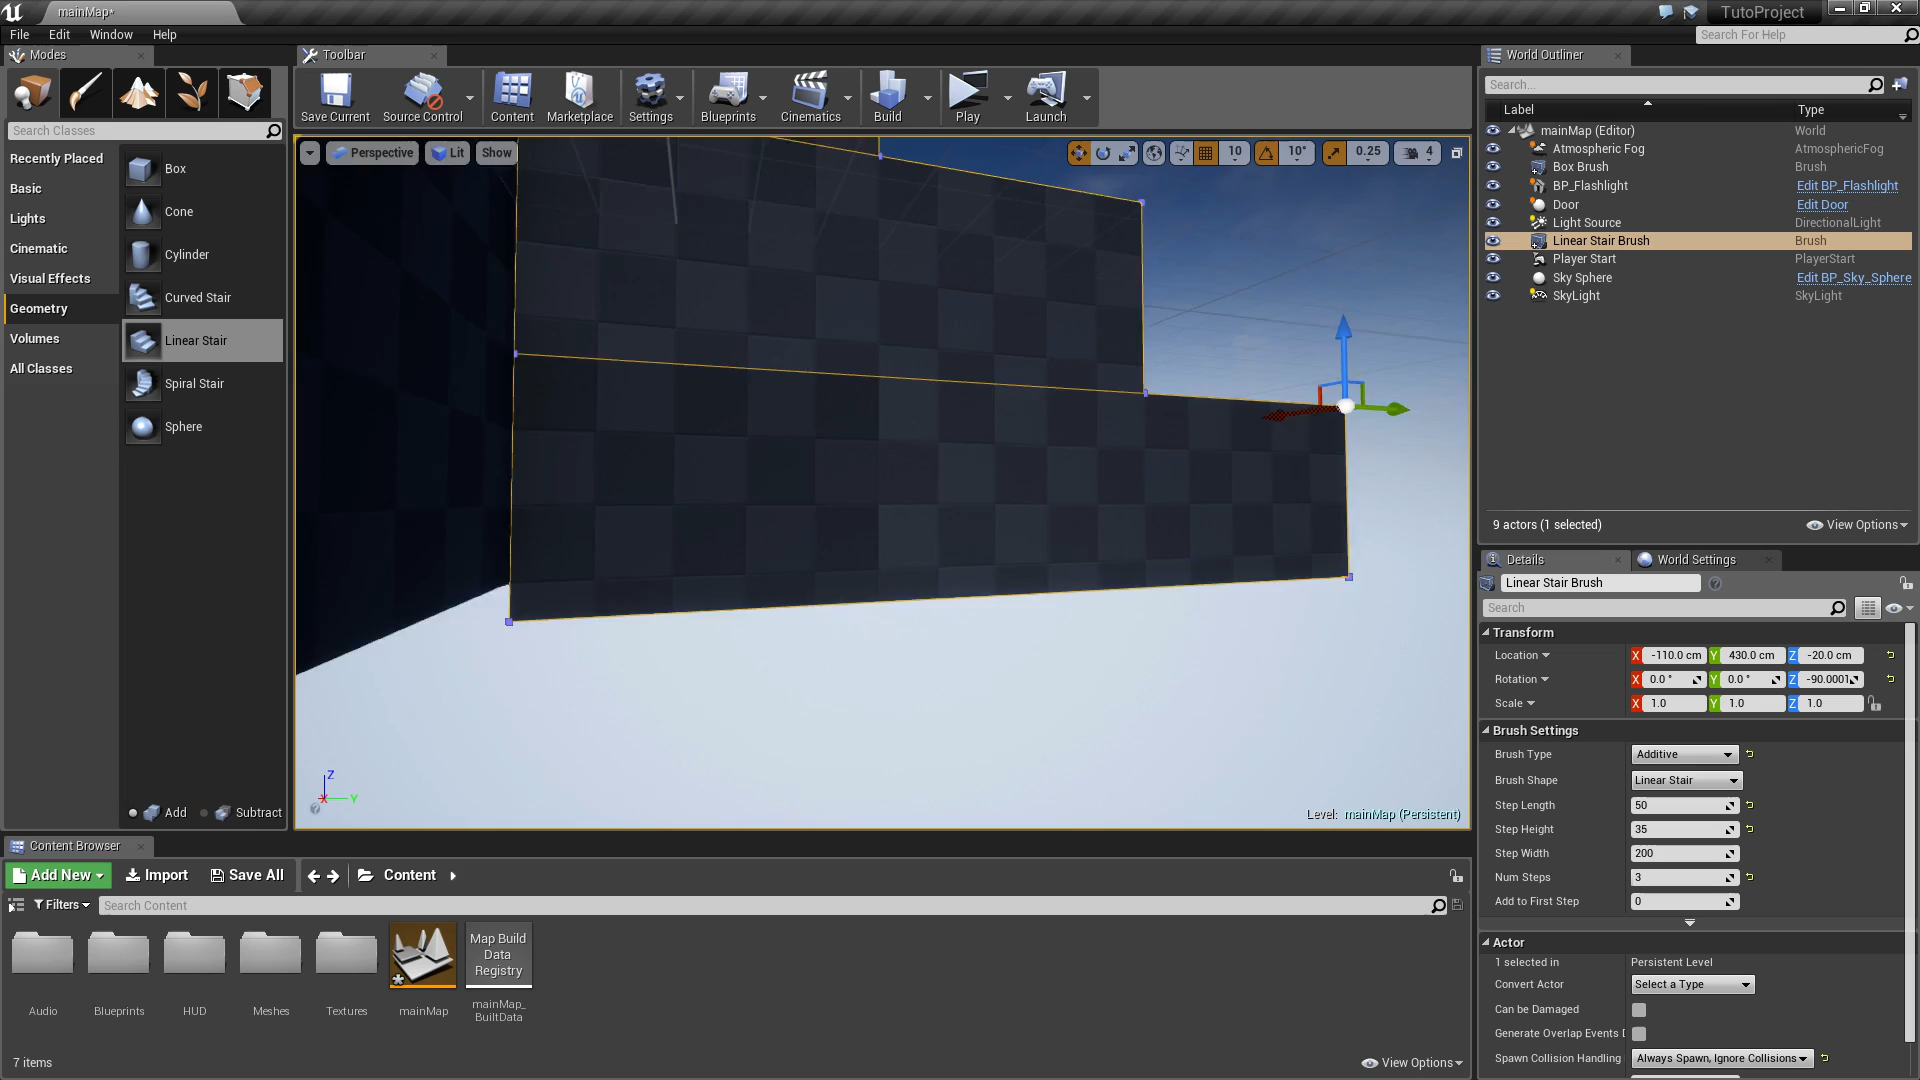 mainMap*
TutoProject
File Edit Window Help
Search For Help
Modes
Search Classes
Recently Placed
Basic
Lights
Cinematic
Visual Effects
Geometry
Volumes
All Classes
Box
Cone
Cylinder
Curved Stair
Linear Stair
Spiral Stair
Sphere
Add Subtract
Toolbar
Save Current Source Control Content Marketplace Settings Blueprints Cinematics Build Play Launch
Perspective Lit Show
10 10° 0.25 4
Z
X Y
Level: mainMap (Persistent)
World Outliner
Search...
Label Type
mainMap (Editor) World
Atmospheric Fog AtmosphericFog
Box Brush Brush
BP_Flashlight Edit BP_Flashlight
Door Edit Door
Light Source DirectionalLight
Linear Stair Brush Brush
Player Start PlayerStart
Sky Sphere Edit BP_Sky_Sphere
SkyLight SkyLight
9 actors (1 selected) View Options
Details World Settings
Linear Stair Brush
Search
Transform
Location X -110.0 cm Y 430.0 cm Z -20.0 cm
Rotation X 0.0 ° Y 0.0 ° Z -90.0001
Scale X 1.0 Y 1.0 Z 1.0
Brush Settings
Brush Type Additive
Brush Shape Linear Stair
Step Length 50
Step Height 35
Step Width 200
Num Steps 3
Add to First Step 0
Actor
1 selected in Persistent Level
Convert Actor Select a Type
Can be Damaged
Generate Overlap Events D
Spawn Collision Handling Always Spawn, Ignore Collisions
Content Browser
Add New Import Save All Content
Filters Search Content
Map Build
Data
Registry
Audio Blueprints HUD Meshes Textures mainMap mainMap_
BuiltData
7 items View Options